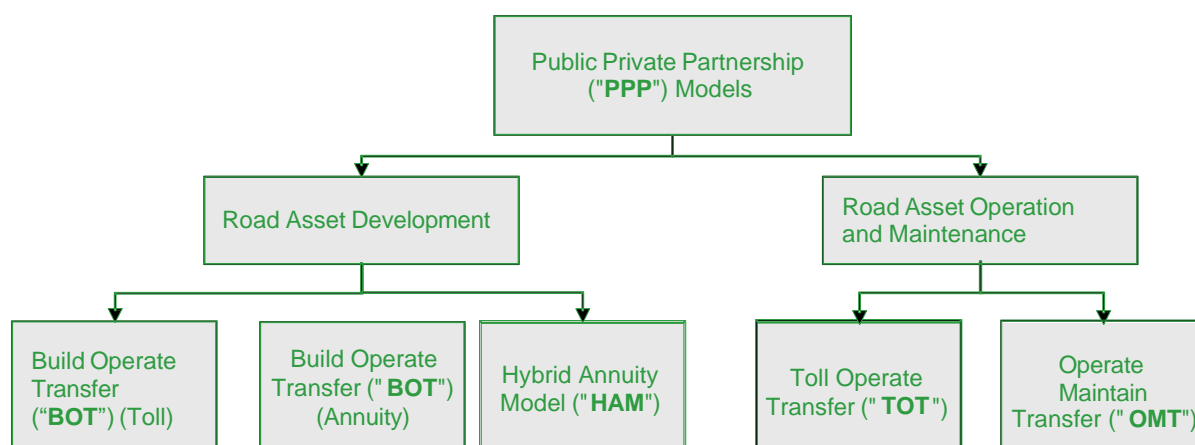 Public Private Partnership
("PPP") Models
Road Asset Development
Road Asset Operation
and Maintenance
Build Operate
Transfer
(“BOT”) (Toll)
Build Operate
Transfer (" BOT")
(Annuity)
Hybrid Annuity
Model ("HAM")
Toll Operate
Transfer (" TOT")
Operate
Maintain
Transfer (" OMT")